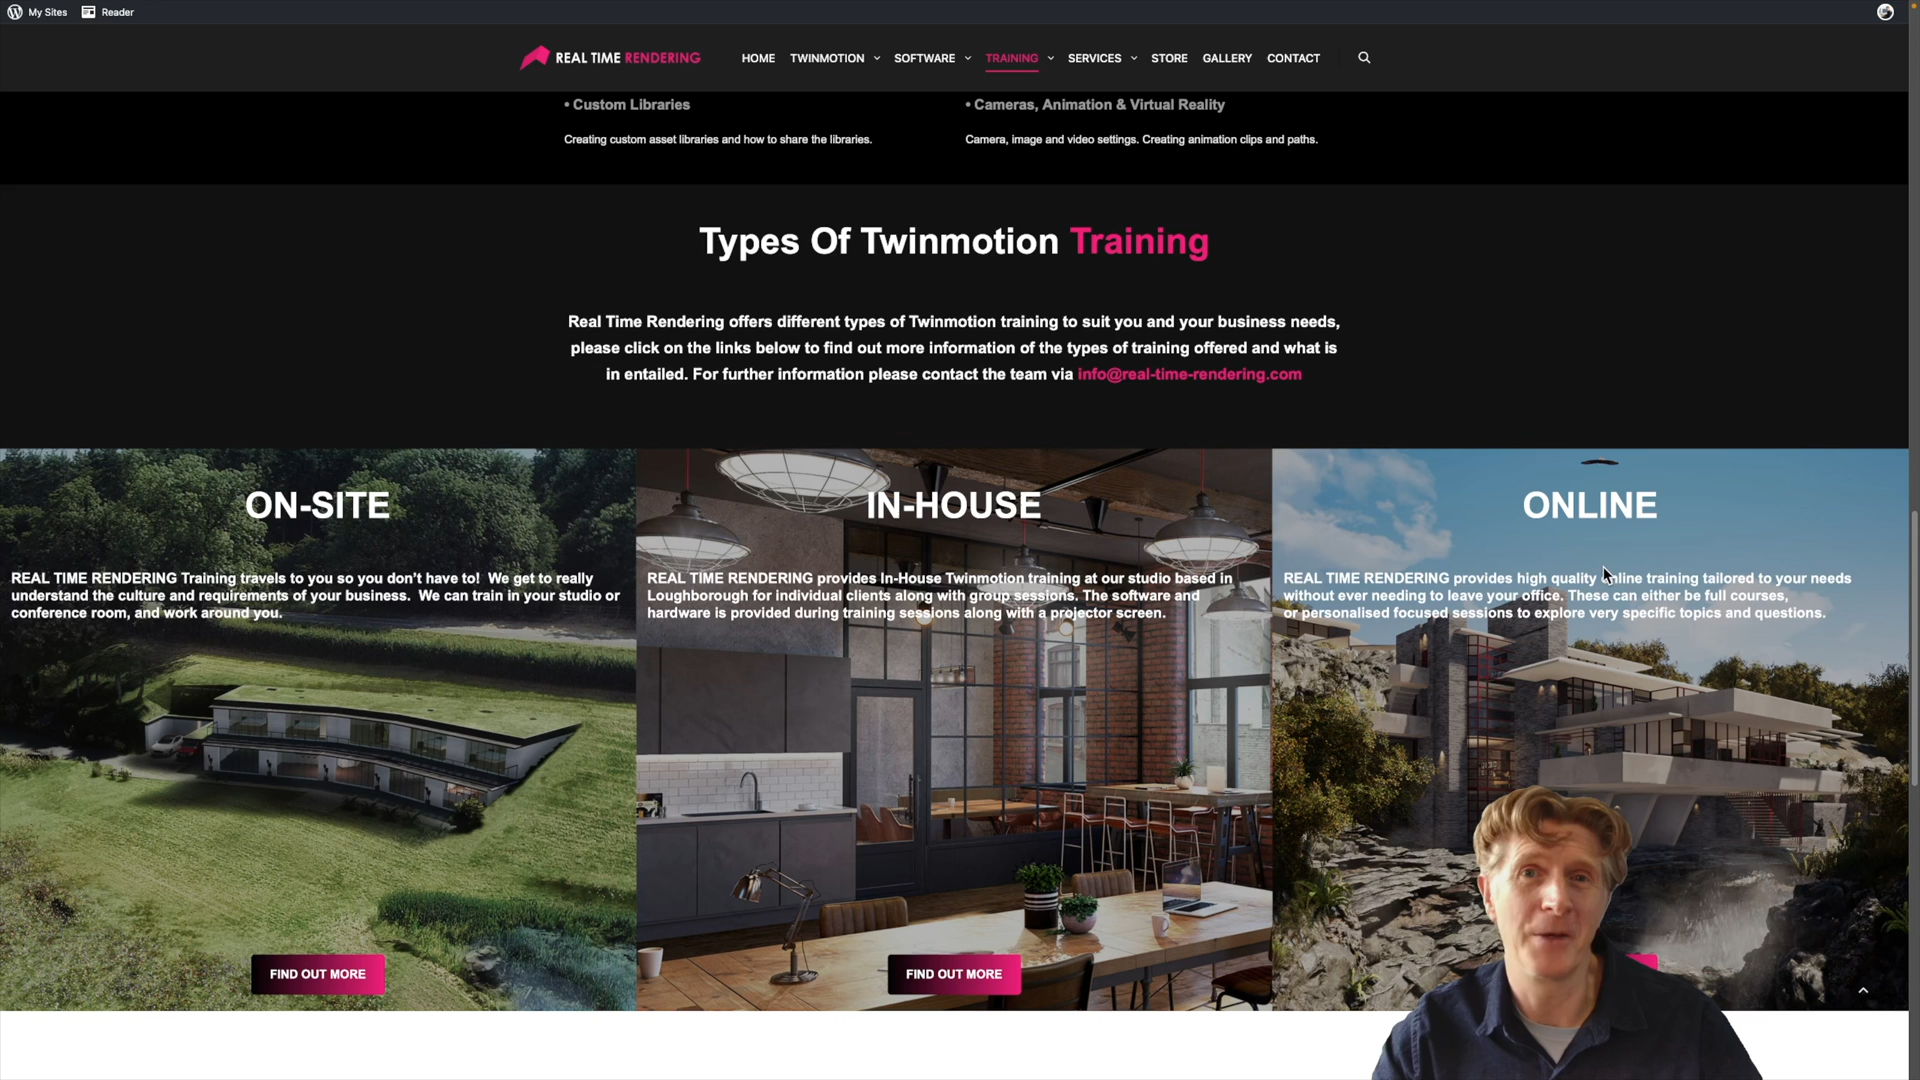 My Sites
Reader
REAL TIME RENDERING
HOME TWINMOTION SOFTWARE TRAINING SERVICES STORE GALLERY CONTACT
• Custom Libraries
Creating custom asset libraries and how to share the libraries.
• Cameras, Animation & Virtual Reality
Camera, image and video settings. Creating animation clips and paths.
Types Of Twinmotion Training
Real Time Rendering offers different types of Twinmotion training to suit you and your business needs,
please click on the links below to find out more information of the types of training offered and what is
in entailed. For further information please contact the team via info@real-time-rendering.com
ON-SITE
REAL TIME RENDERING Training travels to you so you don't have to! We get to really
understand the culture and requirements of your business. We can train in your studio or
conference room, and work around you.
FIND OUT MORE
IN-HOUSE
REAL TIME RENDERING provides In-House Twinmotion training at our studio based in
Loughborough for individual clients along with group sessions. The software and
hardware is provided during training sessions along with a projector screen.
FIND OUT MORE
ONLINE
REAL TIME RENDERING provides high quality online training tailored to your needs
without ever needing to leave your office. These can either be full courses,
or personalised focused sessions to explore very specific topics and questions.